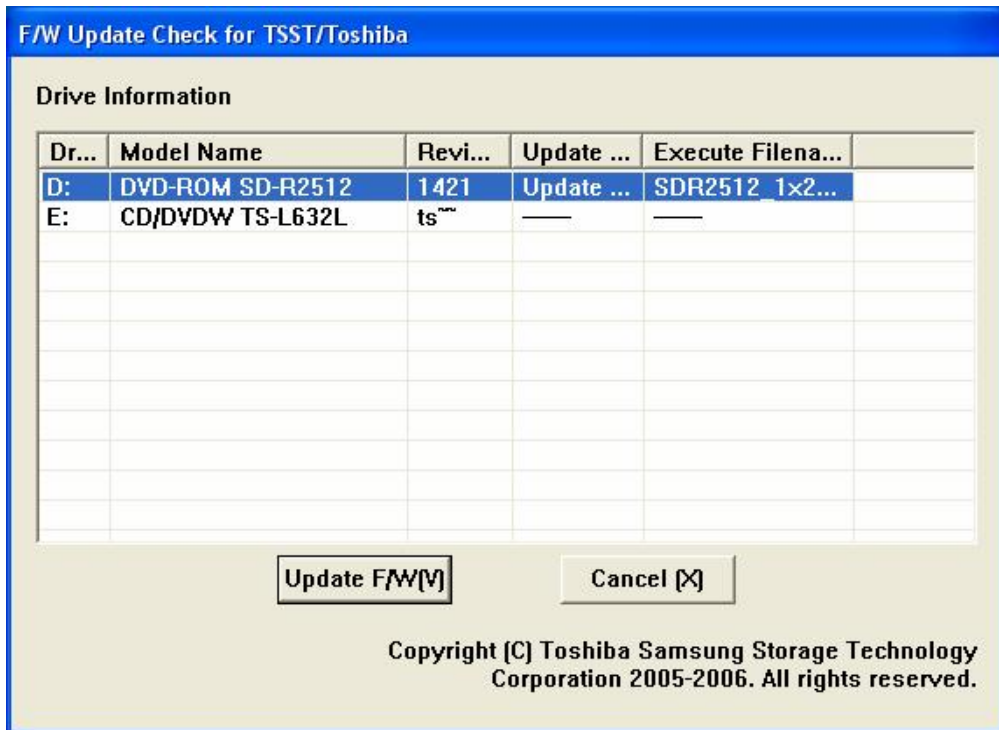 F/W Update Check for TSST/Toshiba
Drive Information
Dr... Model Name Revi... Update ... Execute Filena...
D: DVD-ROM SD-R2512 1421 Update ... SDR2512_1x2...
E: CD/DVDW TS-L632L ts~~ —— ——
Update F/W(V) Cancel (X)
Copyright (C) Toshiba Samsung Storage Technology
Corporation 2005-2006. All rights reserved.